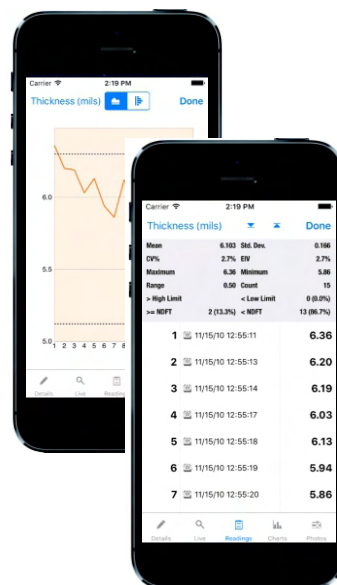 Carrier 2:19 PM
Thickness (mils) Done
6.0
5.5
5.0
1 2 3 4 5 6 7 8
Details Live Readings
Carrier 2:19 PM
Thickness (mils) Done
Mean 6.103 Std. Dev. 0.166
CV% 2.7% EIV 2.7%
Maximum 6.36 Minimum 5.86
Range 0.50 Count 15
> High Limit < Low Limit 0 (0.0%)
>= NDFT 2 (13.3%) < NDFT 13 (86.7%)
1 11/15/10 12:55:11 6.36
2 11/15/10 12:55:13 6.20
3 11/15/10 12:55:14 6.19
4 11/15/10 12:55:17 6.03
5 11/15/10 12:55:18 6.13
6 11/15/10 12:55:19 5.94
7 11/15/10 12:55:20 5.86
Details Live Readings Charts Photos